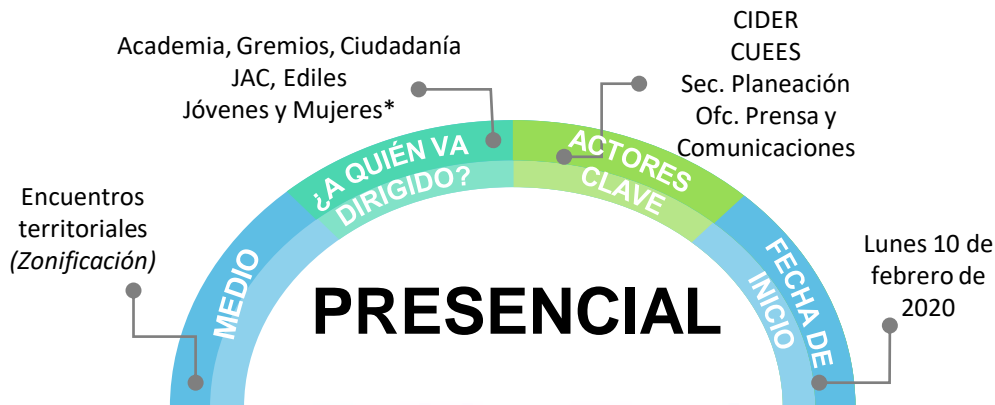 Academia, Gremios, Ciudadanía
JAC, Ediles
Jóvenes y Mujeres*
CIDER
CUEES
Sec. Planeación
Ofc. Prensa y
Comunicaciones
Encuentros
territoriales
(Zonificación)
MEDIO
¿A QUIÉN VA
DIRIGIDO?
ACTORES
CLAVE
FECHA DE
INICIO
Lunes 10 de
febrero de
2020
PRESENCIAL